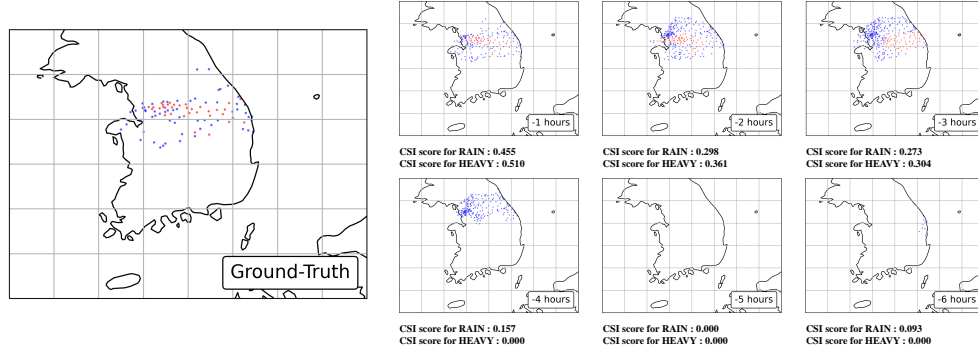 Ground-Truth
-1 hours
CSI score for RAIN : 0.455
CSI score for HEAVY : 0.510
-2 hours
CSI score for RAIN : 0.298
CSI score for HEAVY : 0.361
-3 hours
CSI score for RAIN : 0.273
CSI score for HEAVY : 0.304
-4 hours
CSI score for RAIN : 0.157
CSI score for HEAVY : 0.000
-5 hours
CSI score for RAIN : 0.000
CSI score for HEAVY : 0.000
-6 hours
CSI score for RAIN : 0.093
CSI score for HEAVY : 0.000